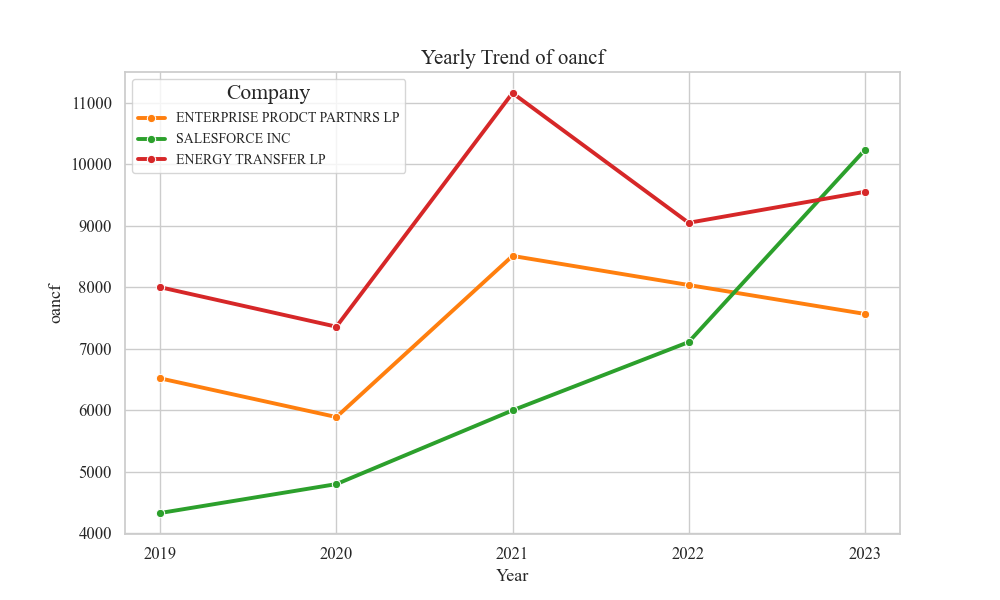 Yearly Trend of oancf
Company
ENTERPRISE PRODCT PARTNRS LP
SALESFORCE INC
ENERGY TRANSFER LP
oancf
11000
10000
9000
8000
7000
6000
5000
4000
2019 2020 2021 2022 2023
Year